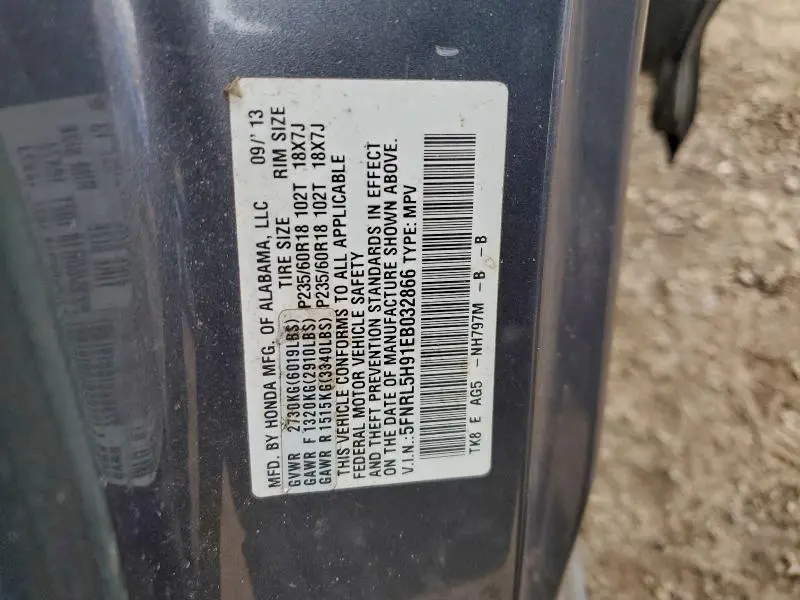 MFD. BY HONDA MFG. OF ALABAMA, LLC 09/'13
TIRE SIZE RIM SIZE
GVWR 2730KG(6019LBS)
GAWR F 1320KG(2910LBS) P235/60R18 102T 18X7J
GAWR R 1515KG(3340LBS) P235/60R18 102T 18X7J
THIS VEHICLE CONFORMS TO ALL APPLICABLE
FEDERAL MOTOR VEHICLE SAFETY
AND THEFT PREVENTION STANDARDS IN EFFECT
ON THE DATE OF MANUFACTURE SHOWN ABOVE.
V.I.N.:5FNRL5H91EB032866 TYPE: MPV
TK8 E AG5 -NH797M -B -B